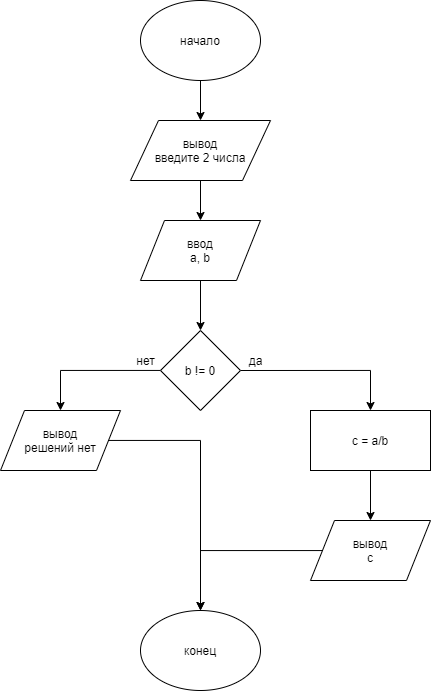 начало
вывод
введите 2 числа
ввод
a, b
нет
b != 0
да
вывод
решений нет
c = a/b
вывод
c
конец